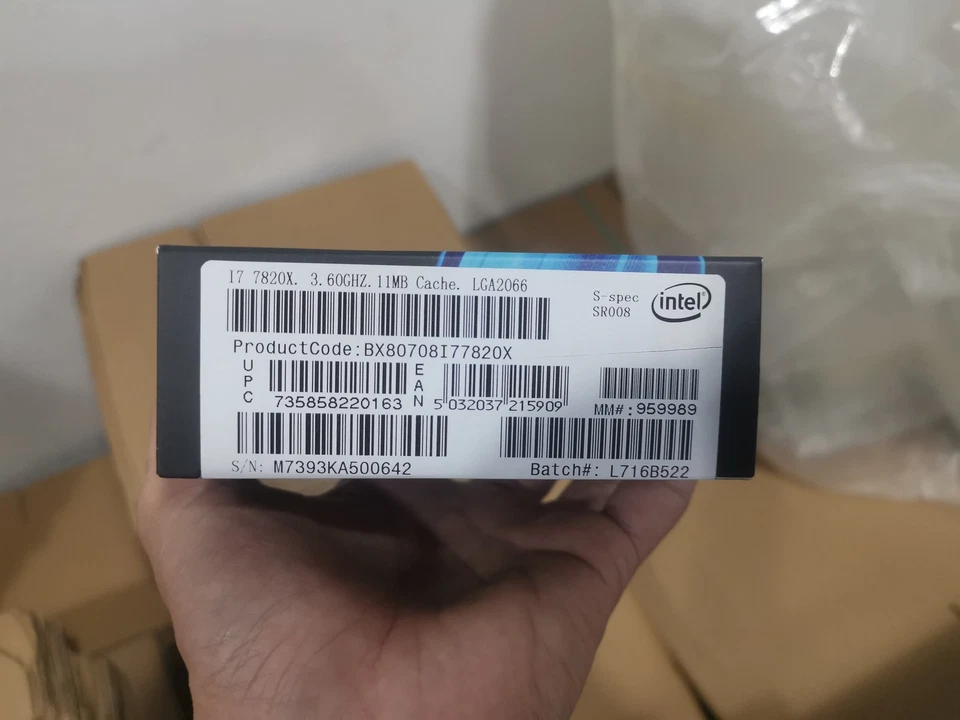 I7 7820X. 3.60GHZ.11MB Cache. LGA2066
S-spec
SR008
intel®
ProductCode:BX80708I77820X
UPC
735858220163
EAN
5 032037 215909
MM#: 959989
S/N: M7393KA500642
Batch#: L716B522